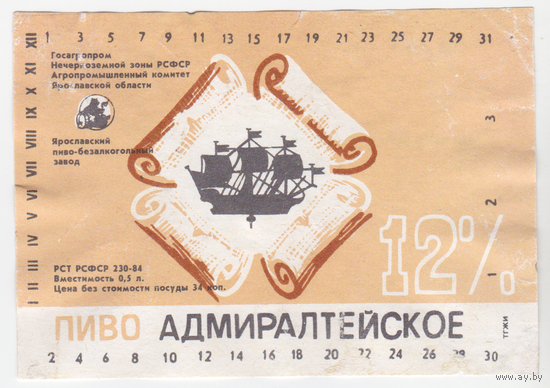 1 3 5 7 9 11 13 15 17 19 21 23 25 27 29 31
I II III IV V VI VII VIII IX X XI XII
Госагропром
Нечерноземной зоны РСФСР
Агропромышленный комитет
Ярославской области
Ярославский
пиво-безалкогольный
завод
РСТ РСФСР 230-84
Вместимость 0,5 л.
Цена без стоимости посуды 34 коп.
12%
1 2 3
ТГЖИ
ПИВО АДМИРАЛТЕЙСКОЕ
2 4 6 8 10 12 14 16 18 20 22 24 26 28 30
www.ay.by